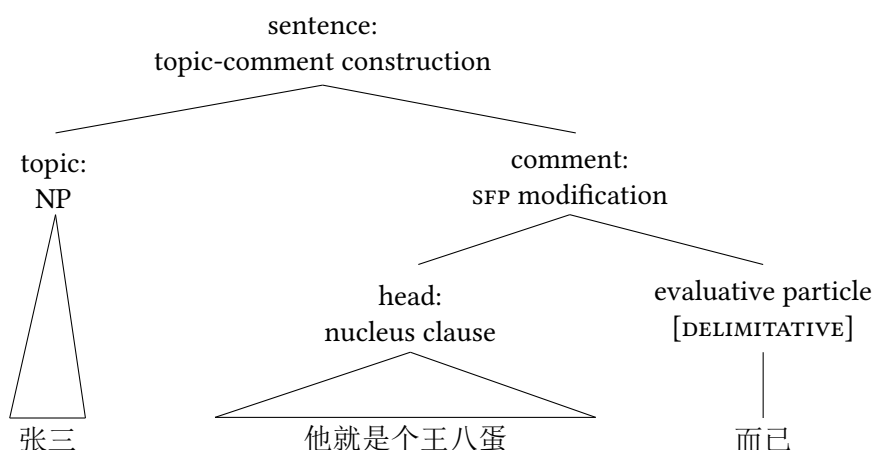 sentence:
topic-comment construction
topic:
NP
comment:
SFP modification
head:
nucleus clause
evaluative particle
[DELIMITATIVE]
张三
他就是个王八蛋
而已